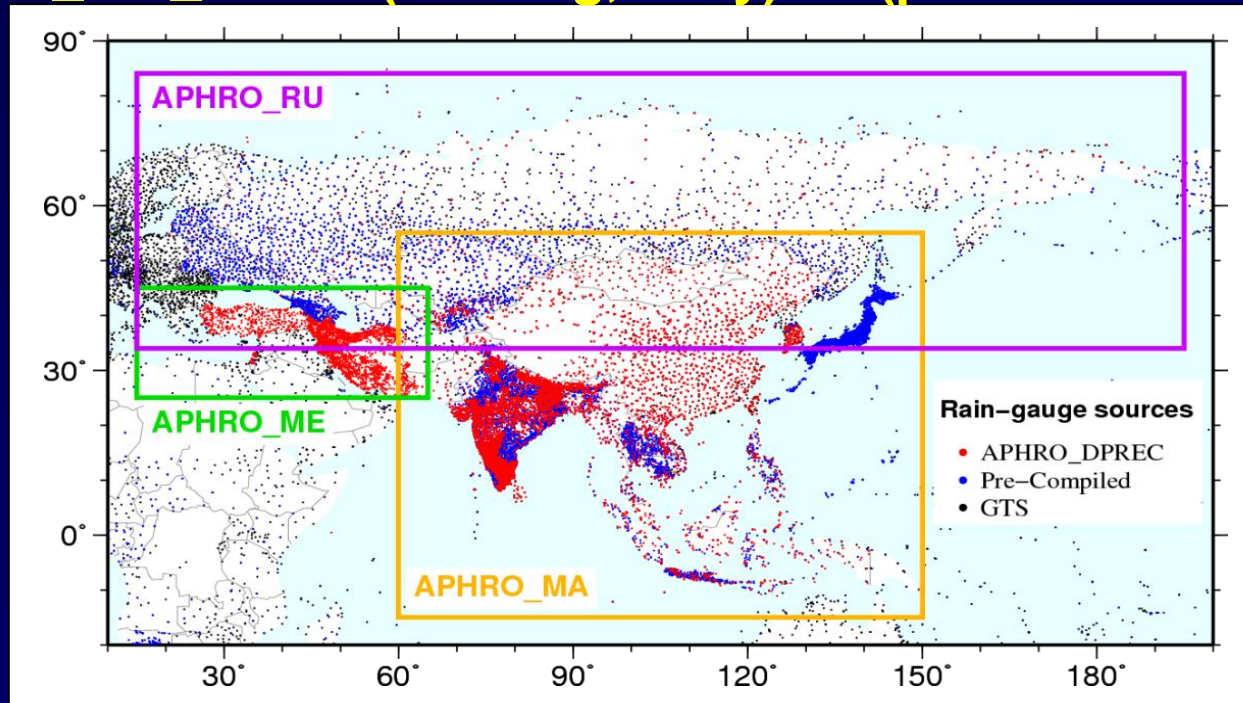 90°
60°
30°
0°
APHRO_RU
APHRO_ME
APHRO_MA
Rain-gauge sources
APHRO_DPREC
Pre−Compiled
GTS
30°
60°
90°
120°
150°
180°